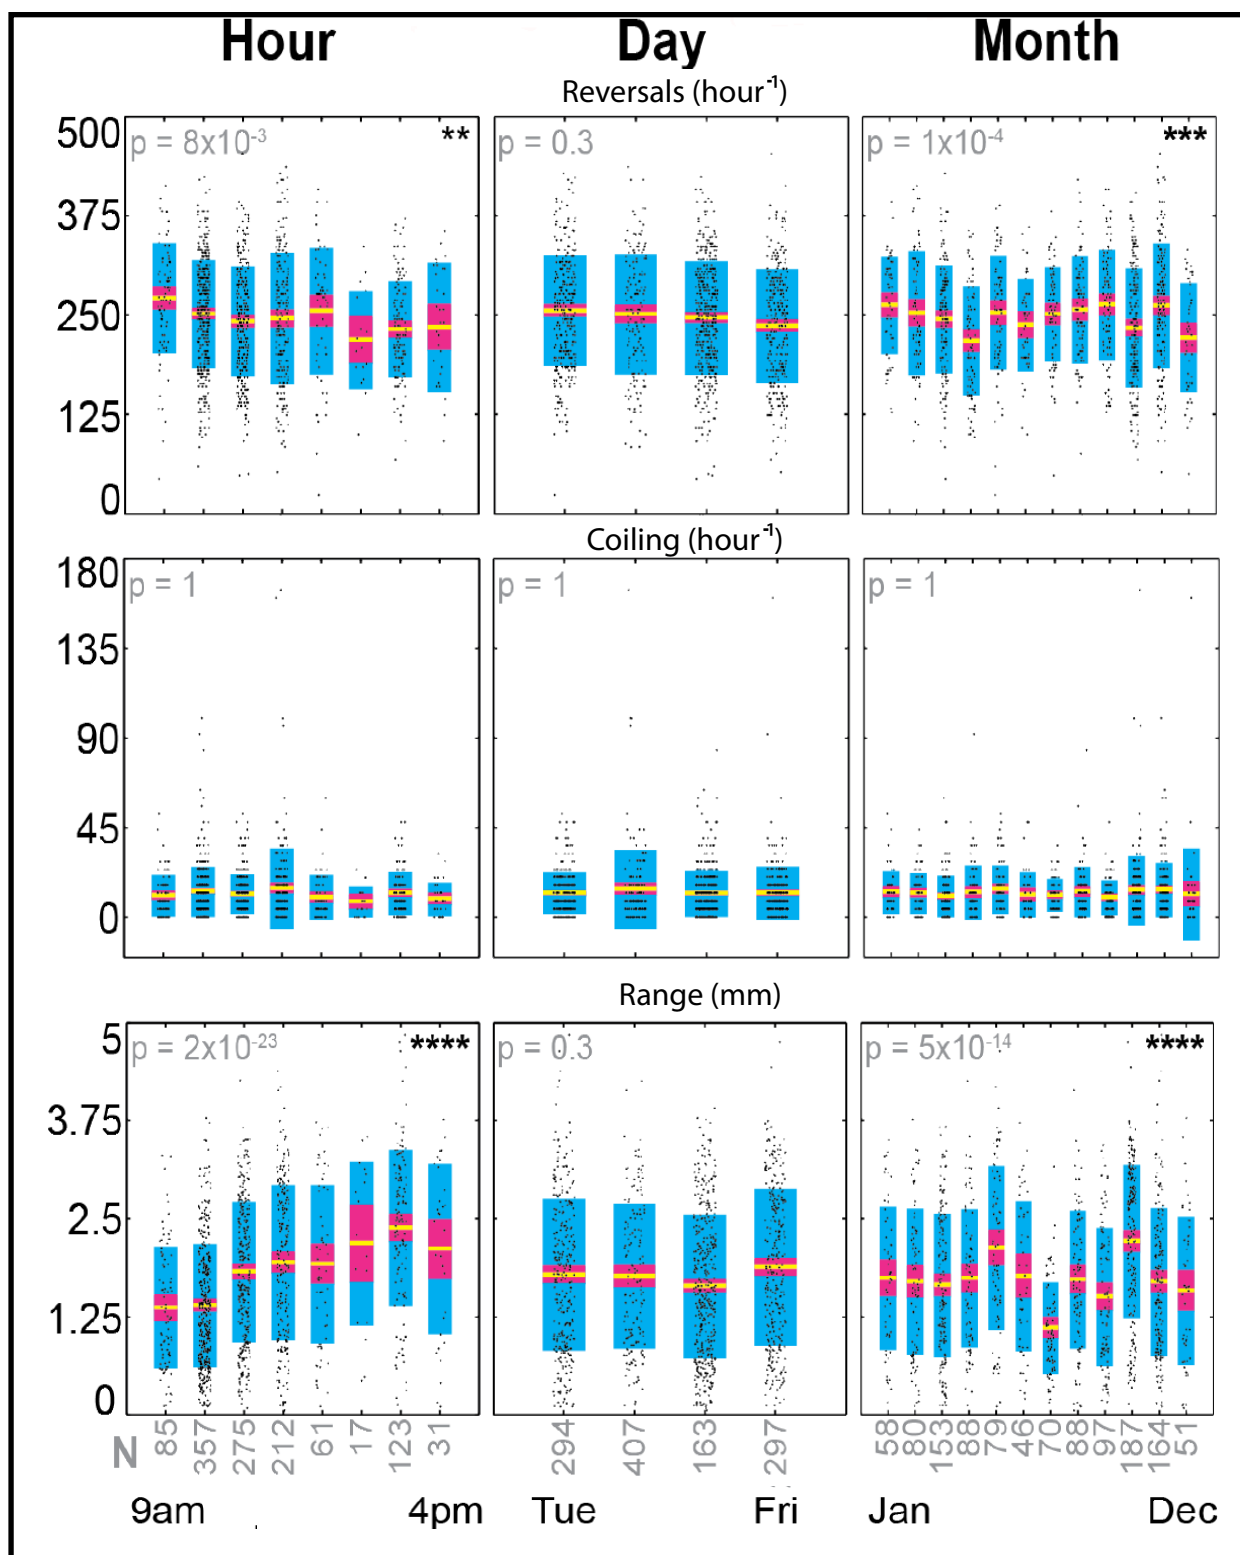 Hour Day Month
Reversals (hour⁻¹)
500 p = 8x10⁻³ ** p = 0.3 p = 1x10⁻⁴ ***
375
250
125
0
Coiling (hour⁻¹)
180 p = 1 p = 1 p = 1
135
90
45
0
Range (mm)
5 p = 2x10⁻²³ **** p = 0.3 p = 5x10⁻¹⁴ ****
3.75
2.5
1.25
0
N 85 357 275 212 61 17 123 31 294 407 163 297 58 80 153 88 79 46 70 88 97 187 164 51
9am 4pm Tue Fri Jan Dec